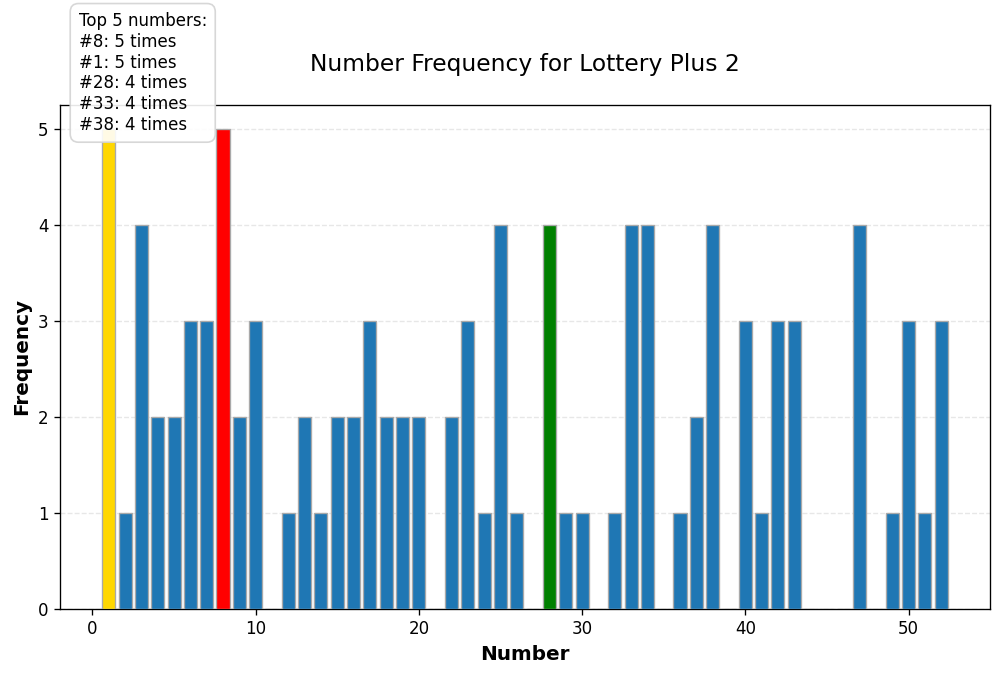 Top 5 numbers:
#8: 5 times
#1: 5 times
#28: 4 times
#33: 4 times
#38: 4 times
Number Frequency for Lottery Plus 2
Frequency
5
4
3
2
1
0
0 10 20 30 40 50
Number